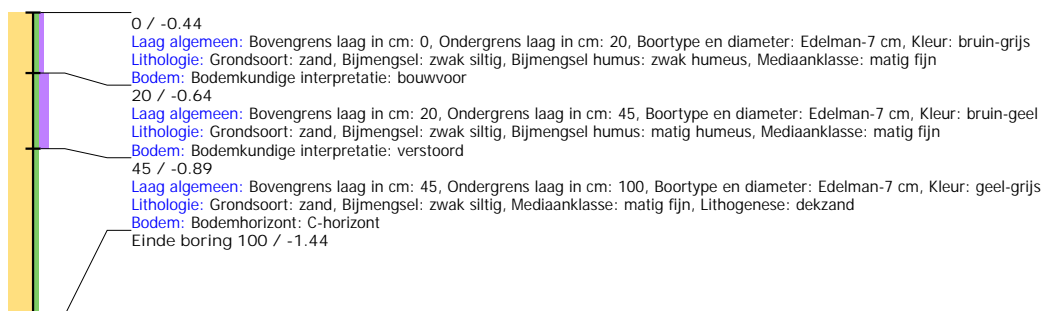 0 / -0.44
Laag algemeen: Bovengrens laag in cm: 0, Ondergrens laag in cm: 20, Boortype en diameter: Edelman-7 cm, Kleur: bruin-grijs
Lithologie: Grondsoort: zand, Bijmengsel: zwak siltig, Bijmengsel humus: zwak humeus, Mediaanklasse: matig fijn
Bodem: Bodemkundige interpretatie: bouwvoor
20 / -0.64
Laag algemeen: Bovengrens laag in cm: 20, Ondergrens laag in cm: 45, Boortype en diameter: Edelman-7 cm, Kleur: bruin-geel
Lithologie: Grondsoort: zand, Bijmengsel: zwak siltig, Bijmengsel humus: matig humeus, Mediaanklasse: matig fijn
Bodem: Bodemkundige interpretatie: verstoord
45 / -0.89
Laag algemeen: Bovengrens laag in cm: 45, Ondergrens laag in cm: 100, Boortype en diameter: Edelman-7 cm, Kleur: geel-grijs
Lithologie: Grondsoort: zand, Bijmengsel: zwak siltig, Mediaanklasse: matig fijn, Lithogenese: dekzand
Bodem: Bodemhorizont: C-horizont
Einde boring 100 / -1.44